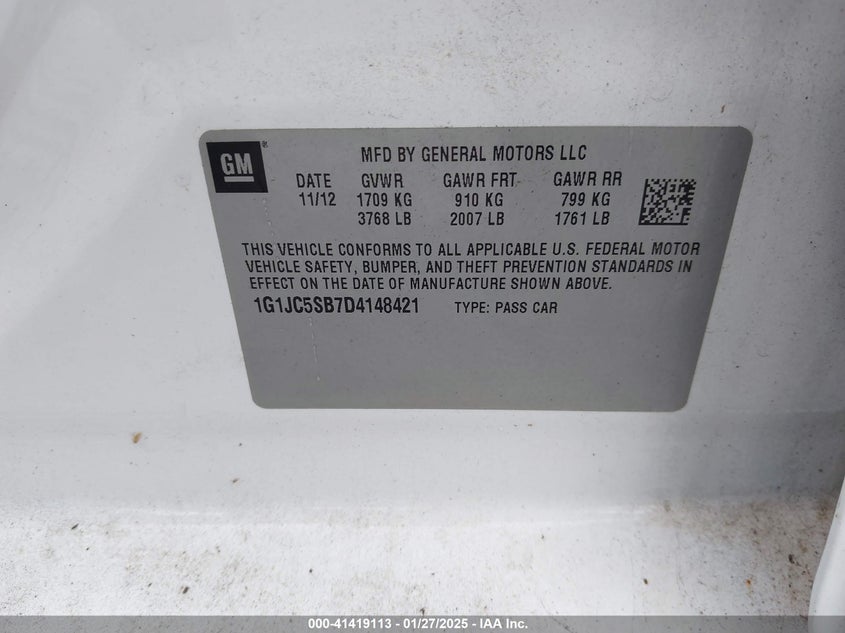 GM
MFD BY GENERAL MOTORS LLC
DATE GVWR GAWR FRT GAWR RR
11/12 1709 KG 910 KG 799 KG
3768 LB 2007 LB 1761 LB
THIS VEHICLE CONFORMS TO ALL APPLICABLE U.S. FEDERAL MOTOR
VEHICLE SAFETY, BUMPER, AND THEFT PREVENTION STANDARDS IN
EFFECT ON THE DATE OF MANUFACTURE SHOWN ABOVE.
1G1JC5SB7D4148421 TYPE: PASS CAR
000-41419113 — 01/27/2025 — IAA Inc.